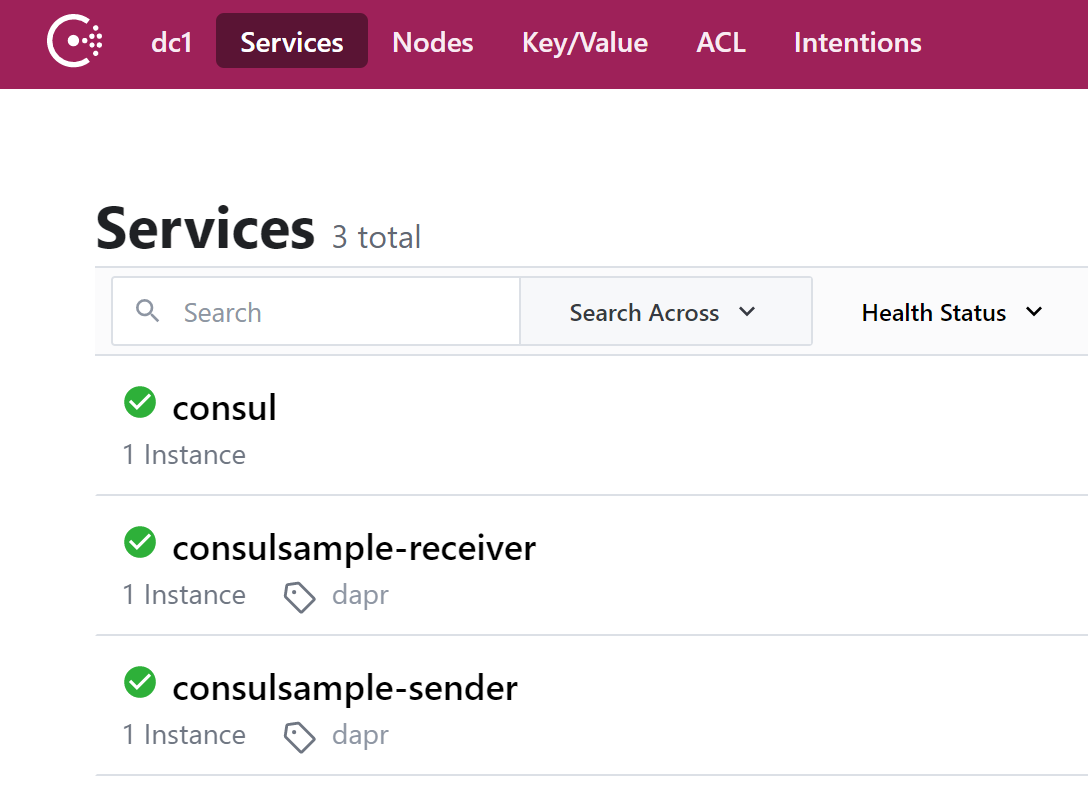 dc1 Services Nodes Key/Value ACL Intentions
Services 3 total
Search Search Across Health Status
consul
1 Instance
consulsample-receiver
1 Instance dapr
consulsample-sender
1 Instance dapr